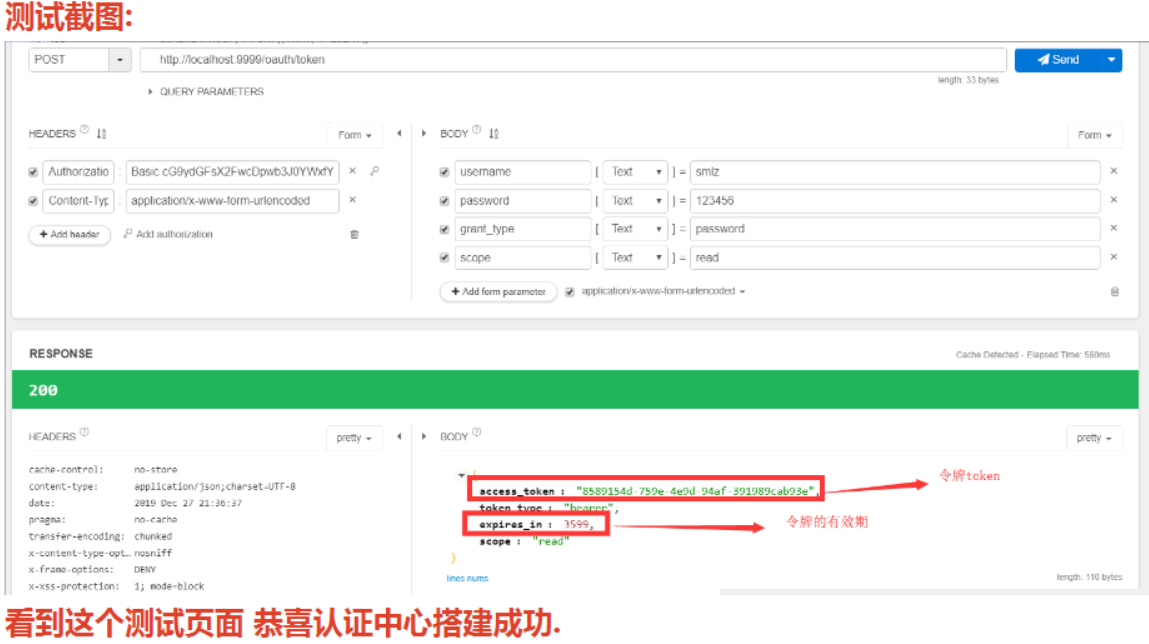 测试截图:
POST
http://localhost:9999/oauth/token
Send
length: 33 bytes
QUERY PARAMETERS
HEADERS
Form
BODY
Form
Authorizatio : Basic cG9ydGFsX2FwcDpwb3J0YWxfY
Content-Typ : application/x-www-form-urlencoded
+ Add header
Add authorization
username [ Text ] = smlz
password [ Text ] = 123456
grant_type [ Text ] = password
scope [ Text ] = read
+ Add form parameter
application/x-www-form-urlencoded
RESPONSE
Cache Detected - Elapsed Time: 560ms
200
HEADERS
pretty
BODY
pretty
cache-control: no-store
content-type: application/json;charset=UTF-8
date: 2019 Dec 27 21:36:37
pragma: no-cache
transfer-encoding: chunked
x-content-type-opt… nosniff
x-frame-options: DENY
x-xss-protection: 1; mode=block
{
access_token : "8589154d-759e-4e9d-94af-391989cab93e",
token_type : "bearer",
expires_in : 3599,
scope : "read"
}
令牌token
令牌的有效期
lines nums
length: 110 bytes
看到这个测试页面 恭喜认证中心搭建成功.